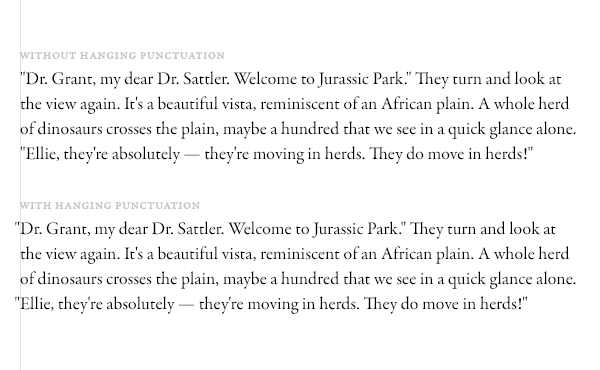 WITHOUT HANGING PUNCTUATION
"Dr. Grant, my dear Dr. Sattler. Welcome to Jurassic Park." They turn and look at
the view again. It's a beautiful vista, reminiscent of an African plain. A whole herd
of dinosaurs crosses the plain, maybe a hundred that we see in a quick glance alone.
"Ellie, they're absolutely — they're moving in herds. They do move in herds!"
WITH HANGING PUNCTUATION
"Dr. Grant, my dear Dr. Sattler. Welcome to Jurassic Park." They turn and look at
the view again. It's a beautiful vista, reminiscent of an African plain. A whole herd
of dinosaurs crosses the plain, maybe a hundred that we see in a quick glance alone.
"Ellie, they're absolutely — they're moving in herds. They do move in herds!"